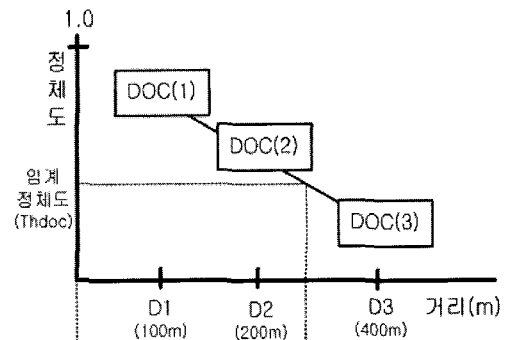 1.0
정체도
DOC(1)
DOC(2)
임계
정체도
(Thdoc)
DOC(3)
D1
D2
D3
거리(m)
(100m)
(200m)
(400m)